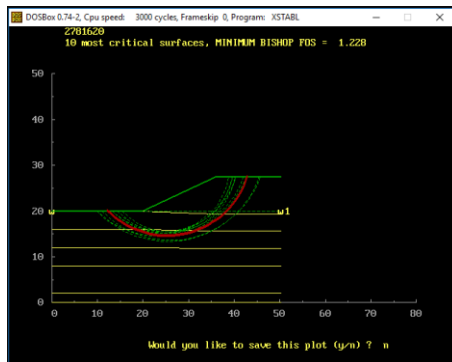 DOSBox 0.74-2, Cpu speed: 3000 cycles, Frameskip 0, Program: XSTABL
2781620
10 most critical surfaces, MINIMUM BISHOP FOS = 1.228
50
40
30
20
w
w1
10
0
0 10 20 30 40 50 60 70 80
Would you like to save this plot (y/n) ? n